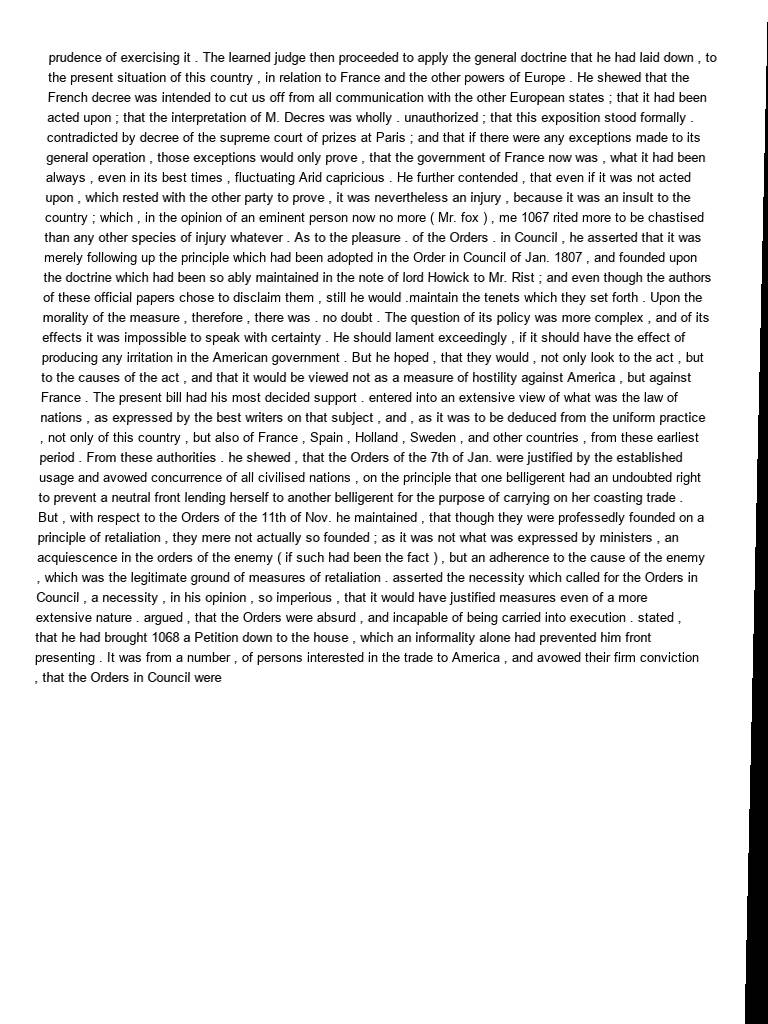 prudence of exercising it . The learned judge then proceeded to apply the general doctrine that he had laid down , to
the present situation of this country , in relation to France and the other powers of Europe . He shewed that the
French decree was intended to cut us off from all communication with the other European states ; that it had been
acted upon ; that the interpretation of M. Decres was wholly . unauthorized ; that this exposition stood formally .
contradicted by decree of the supreme court of prizes at Paris ; and that if there were any exceptions made to its
general operation , those exceptions would only prove , that the government of France now was , what it had been
always , even in its best times , fluctuating Arid capricious . He further contended , that even if it was not acted
upon , which rested with the other party to prove , it was nevertheless an injury , because it was an insult to the
country ; which , in the opinion of an eminent person now no more ( Mr. fox ) , me 1067 rited more to be chastised
than any other species of injury whatever . As to the pleasure . of the Orders . in Council , he asserted that it was
merely following up the principle which had been adopted in the Order in Council of Jan. 1807 , and founded upon
the doctrine which had been so ably maintained in the note of lord Howick to Mr. Rist ; and even though the authors
of these official papers chose to disclaim them , still he would .maintain the tenets which they set forth . Upon the
morality of the measure , therefore , there was . no doubt . The question of its policy was more complex , and of its
effects it was impossible to speak with certainty . He should lament exceedingly , if it should have the effect of
producing any irritation in the American government . But he hoped , that they would , not only look to the act , but
to the causes of the act , and that it would be viewed not as a measure of hostility against America , but against
France . The present bill had his most decided support . entered into an extensive view of what was the law of
nations , as expressed by the best writers on that subject , and , as it was to be deduced from the uniform practice
, not only of this country , but also of France , Spain , Holland , Sweden , and other countries , from these earliest
period . From these authorities . he shewed , that the Orders of the 7th of Jan. were justified by the established
usage and avowed concurrence of all civilised nations , on the principle that one belligerent had an undoubted right
to prevent a neutral front lending herself to another belligerent for the purpose of carrying on her coasting trade .
But , with respect to the Orders of the 11th of Nov. he maintained , that though they were professedly founded on a
principle of retaliation , they mere not actually so founded ; as it was not what was expressed by ministers , an
acquiescence in the orders of the enemy ( if such had been the fact ) , but an adherence to the cause of the enemy
, which was the legitimate ground of measures of retaliation . asserted the necessity which called for the Orders in
Council , a necessity , in his opinion , so imperious , that it would have justified measures even of a more
extensive nature . argued , that the Orders were absurd , and incapable of being carried into execution . stated ,
that he had brought 1068 a Petition down to the house , which an informality alone had prevented him front
presenting . It was from a number , of persons interested in the trade to America , and avowed their firm conviction
, that the Orders in Council were